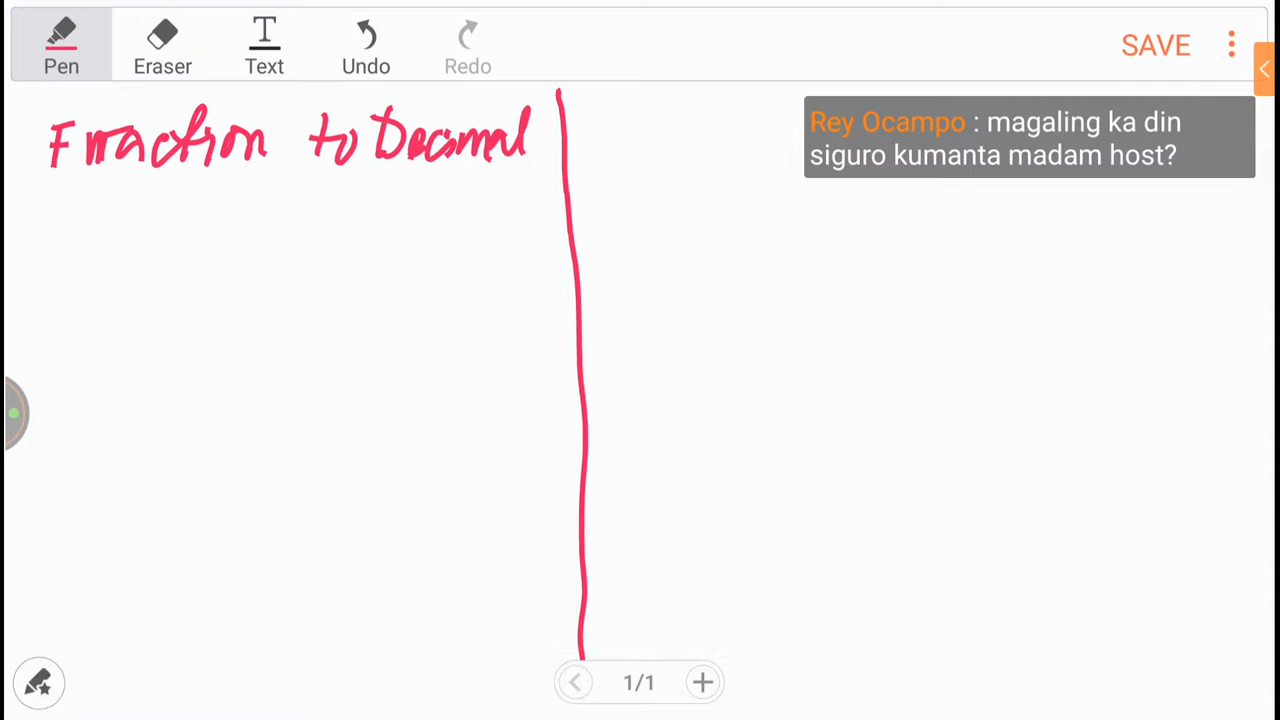 Pen
Eraser
Text
Undo
Redo
SAVE
Fraction to Decimal
Rey Ocampo : magaling ka din
siguro kumanta madam host?
1/1